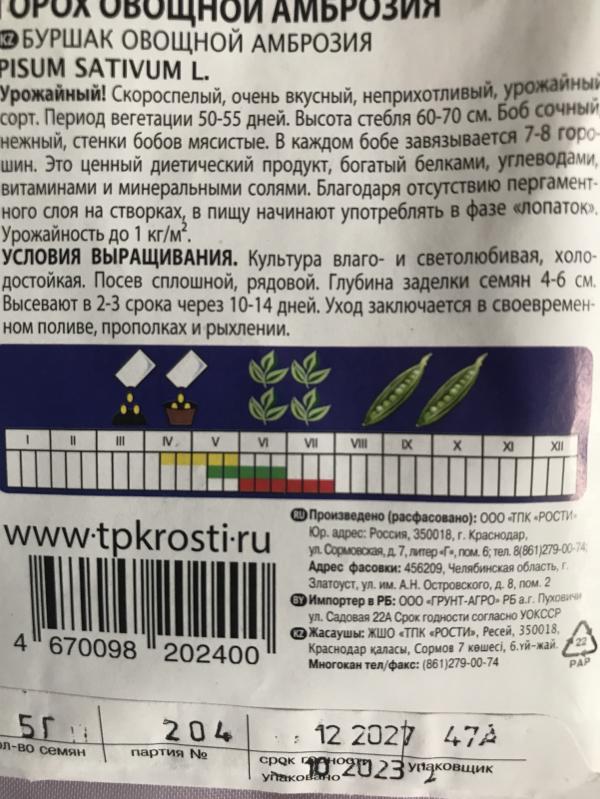 ГОРОХ ОВОЩНОЙ АМБРОЗИЯ
KZ БУРШАК ОВОЩНОЙ АМБРОЗИЯ
PISUM SATIVUM L.
Урожайный! Скороспелый, очень вкусный, неприхотливый, урожайный
сорт. Период вегетации 50-55 дней. Высота стебля 60-70 см. Боб сочный,
нежный, стенки бобов мясистые. В каждом бобе завязывается 7-8 горо-
шин. Это ценный диетический продукт, богатый белками, углеводами,
витаминами и минеральными солями. Благодаря отсутствию пергамент-
ного слоя на створках, в пищу начинают употреблять в фазе «лопаток».
Урожайность до 1 кг/м².
УСЛОВИЯ ВЫРАЩИВАНИЯ. Культура влаго- и светолюбивая, холо-
достойкая. Посев сплошной, рядовой. Глубина заделки семян 4-6 см.
Высевают в 2-3 срока через 10-14 дней. Уход заключается в своевремен-
ном поливе, прополках и рыхлении.
I II III IV V VI VII VIII IX X XI XII
www.tpkrosti.ru
4 670098 202400
RU Произведено (расфасовано): ООО «ТПК «РОСТИ»
Юр. адрес: Россия, 350018, г. Краснодар,
ул. Сормовская, д. 7, литер «Г», пом. 6; тел. 8(861)279-00-74;
Адрес фасовки: 456209, Челябинская область, г.
Златоуст, ул. им. А.Н. Островского, д. 8, пом. 2
BY Импортер в РБ: ООО «ГРУНТ-АГРО» РБ а.г. Пуховичи
ул. Садовая 22А Срок годности согласно УОКССР
KZ Жасаушы: ЖШО «ТПК «РОСТИ», Ресей, 350018,
Краснодар қаласы, Сормов 7 көшесі, 6.үй-жай.
Многокан тел/факс: (861)279-00-74
22
PAP
5Г 204 12 2027 47А
ол-во семян партия № срок годности упаковщик
упаковано 10 2023